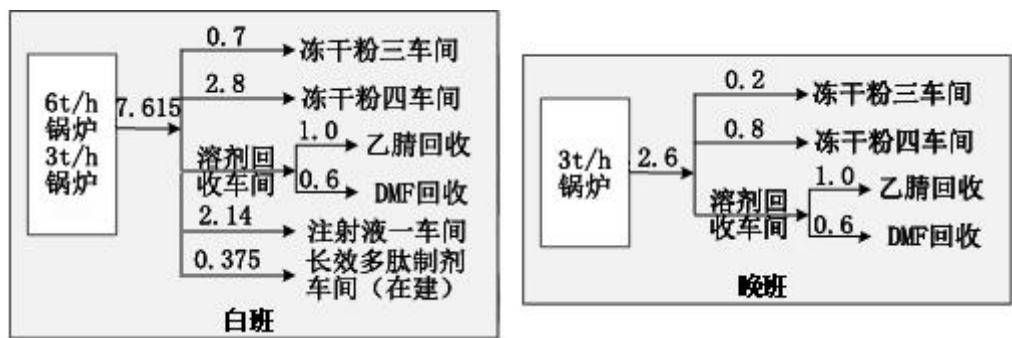 6t/h
锅炉
3t/h
锅炉
7.615
0.7
冻干粉三车间
2.8
冻干粉四车间
溶剂回
收车间
1.0
乙腈回收
0.6
DMF回收
2.14
注射液一车间
0.375
长效多肽制剂
车间（在建）
白班
3t/h
锅炉
2.6
0.2
冻干粉三车间
0.8
冻干粉四车间
溶剂回
收车间
1.0
乙腈回收
0.6
DMF回收
晚班